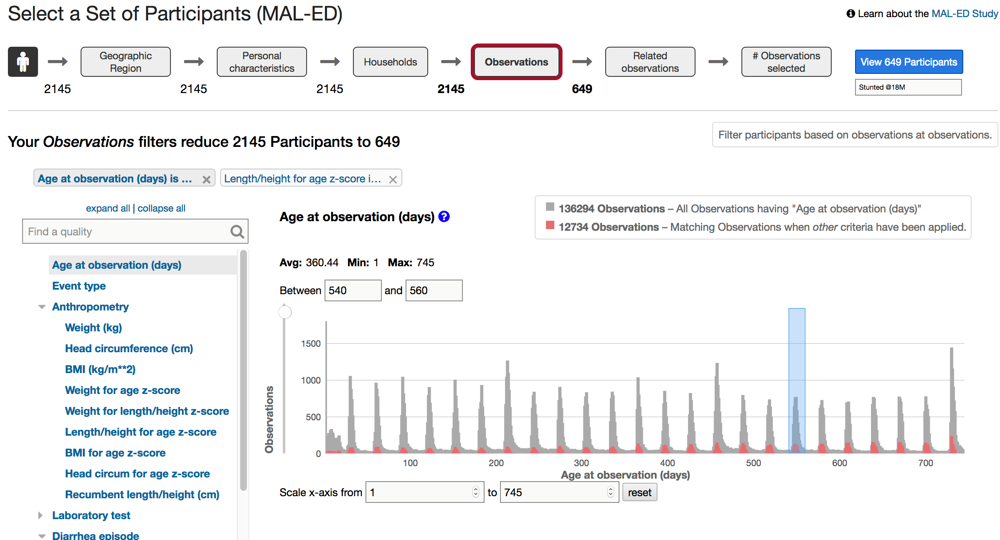 Select a Set of Participants (MAL-ED)
Learn about the MAL-ED Study
Geographic
Region
Personal
characteristics
Households
Observations
Related
observations
# Observations
selected
View 649 Participants
2145
2145
2145
2145
649
Stunted @18M
Your Observations filters reduce 2145 Participants to 649
Filter participants based on observations at observations.
Age at observation (days) is ...
Length/height for age z-score i...
expand all | collapse all
Find a quality
Age at observation (days)
Event type
Anthropometry
Weight (kg)
Head circumference (cm)
BMI (kg/m**2)
Weight for age z-score
Weight for length/height z-score
Length/height for age z-score
BMI for age z-score
Head circum for age z-score
Recumbent length/height (cm)
Laboratory test
Diarrhea episode
Age at observation (days) ?
136294 Observations – All Observations having "Age at observation (days)"
12734 Observations – Matching Observations when other criteria have been applied.
Avg: 360.44 Min: 1 Max: 745
Between 540 and 560
Observations
1500
1000
500
0
100 200 300 400 500 600 700
Age at observation (days)
Scale x-axis from 1 to 745 reset